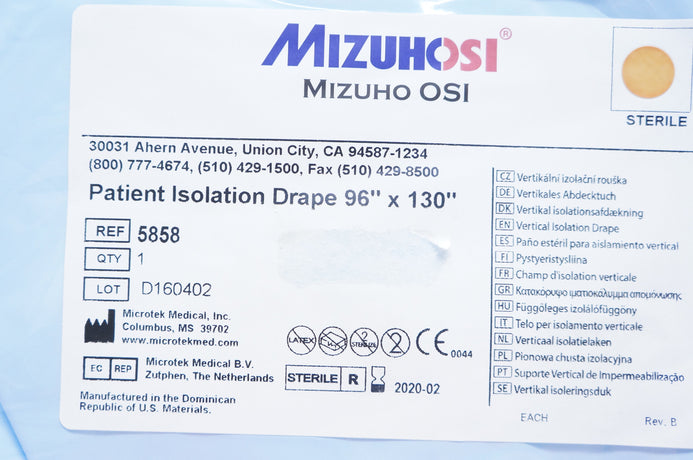 MIZUHOSI®
MIZUHO OSI
STERILE
30031 Ahern Avenue, Union City, CA 94587-1234
(800) 777-4674, (510) 429-1500, Fax (510) 429-8500
Patient Isolation Drape 96" x 130"
REF 5858
QTY 1
LOT D160402
Microtek Medical, Inc.
Columbus, MS 39702
www.microtekmed.com
EC REP
Microtek Medical B.V.
Zutphen, The Netherlands
Manufactured in the Dominican
Republic of U.S. Materials.
LATEX
2
STERILIZE
2
CE 0044
STERILE R
2020-02
CZ Vertikální izolační rouška
DE Vertikales Abdecktuch
DK Vertikal isolationsafdækning
EN Vertical Isolation Drape
ES Paño estéril para aislamiento vertical
FI Pystyeristysliina
FR Champ d'isolation verticale
GR Κατακόρυφο ιματιοκάλυμμα απομόνωσης
HU Függőleges izolálófüggöny
IT Telo per isolamento verticale
NL Verticaal isolatielaken
PL Pionowa chusta izolacyjna
PT Suporte Vertical de Impermeabilização
SE Vertikal isoleringsduk
EACH
Rev. B